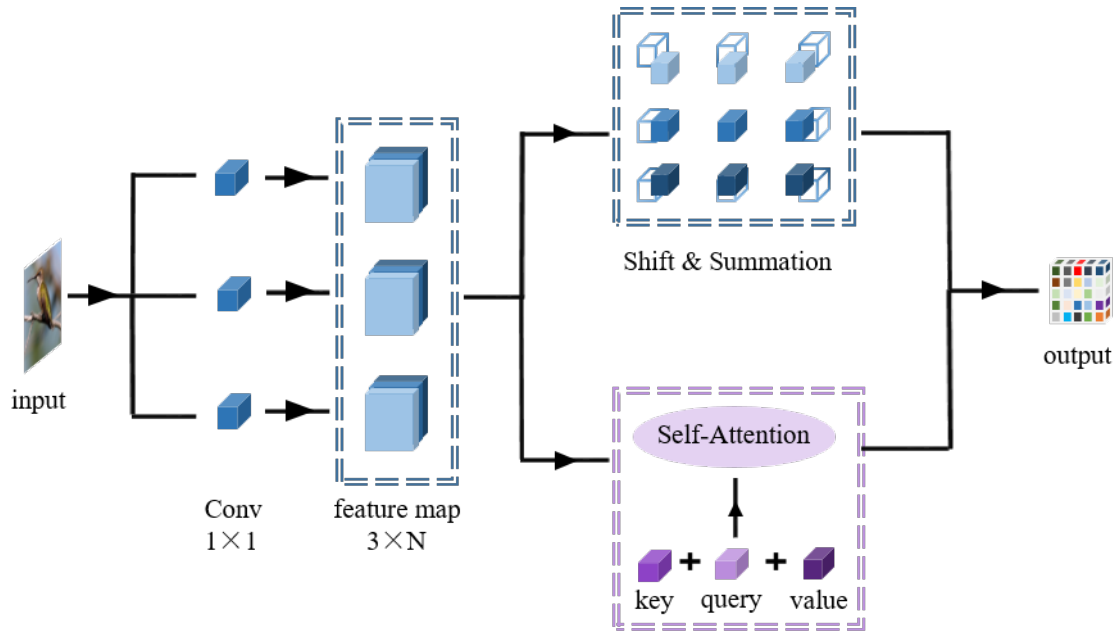 input
Conv
1×1
feature map
3×N
Shift & Summation
Self-Attention
key + query + value
output